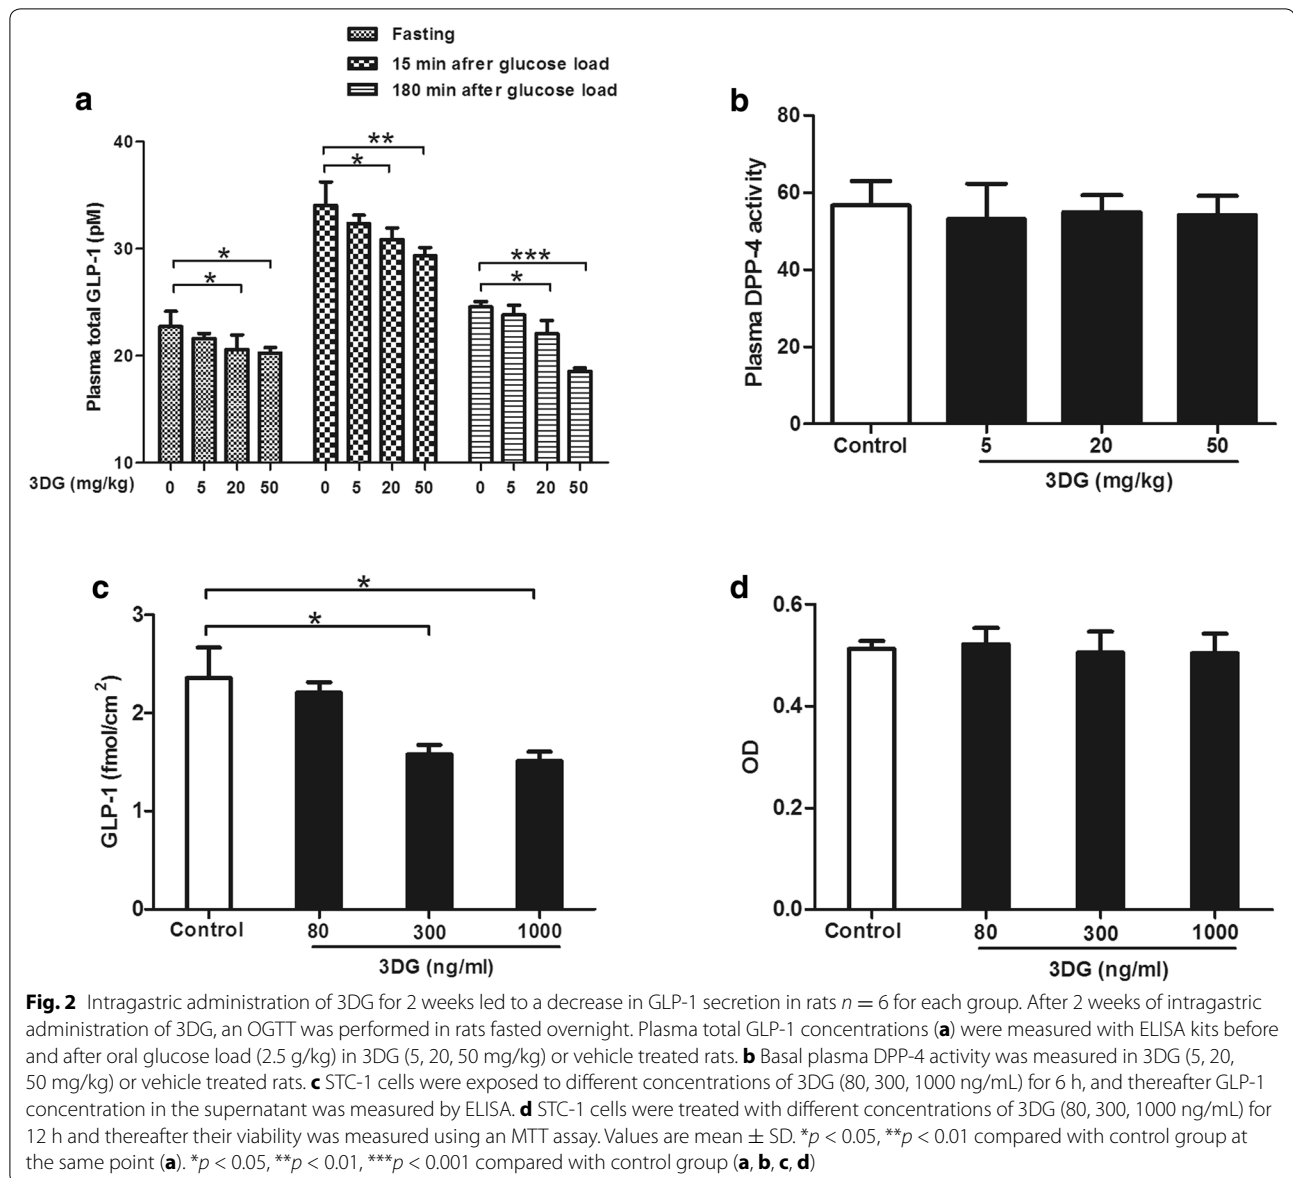 Fasting
15 min afrer glucose load
180 min after glucose load
a
Plasma total GLP-1 (pM)
40
30
20
10
*
*
**
*
***
*
3DG (mg/kg)
0 5 20 50 0 5 20 50 0 5 20 50
b
Plasma DPP-4 activity
80
60
40
20
0
Control 5 20 50
3DG (mg/kg)
c
GLP-1 (fmol/cm²)
3
2
1
0
*
*
Control 80 300 1000
3DG (ng/ml)
d
OD
0.6
0.4
0.2
0.0
Control 80 300 1000
3DG (ng/ml)
Fig. 2 Intragastric administration of 3DG for 2 weeks led to a decrease in GLP-1 secretion in rats n = 6 for each group. After 2 weeks of intragastric
administration of 3DG, an OGTT was performed in rats fasted overnight. Plasma total GLP-1 concentrations (a) were measured with ELISA kits before
and after oral glucose load (2.5 g/kg) in 3DG (5, 20, 50 mg/kg) or vehicle treated rats. b Basal plasma DPP-4 activity was measured in 3DG (5, 20,
50 mg/kg) or vehicle treated rats. c STC-1 cells were exposed to different concentrations of 3DG (80, 300, 1000 ng/mL) for 6 h, and thereafter GLP-1
concentration in the supernatant was measured by ELISA. d STC-1 cells were treated with different concentrations of 3DG (80, 300, 1000 ng/mL) for
12 h and thereafter their viability was measured using an MTT assay. Values are mean ± SD. *p < 0.05, **p < 0.01 compared with control group at
the same point (a). *p < 0.05, **p < 0.01, ***p < 0.001 compared with control group (a, b, c, d)